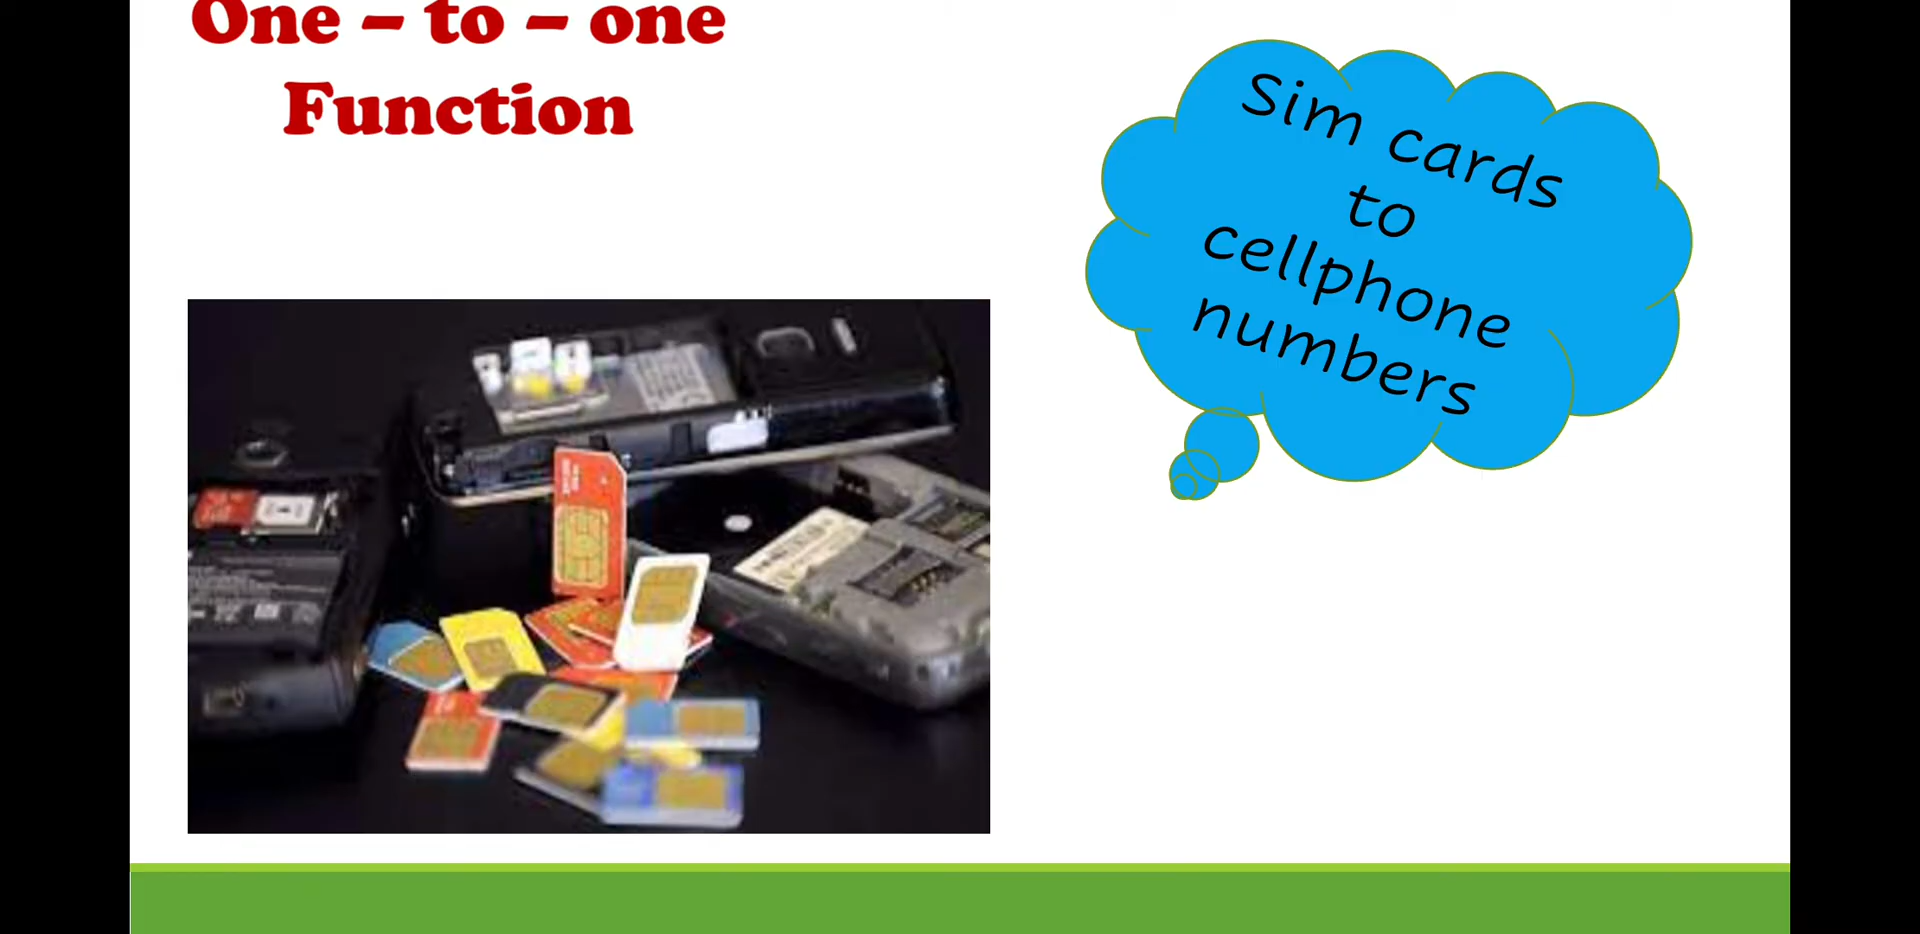 One – to – one
Function
Sim cards
to
cellphone
numbers